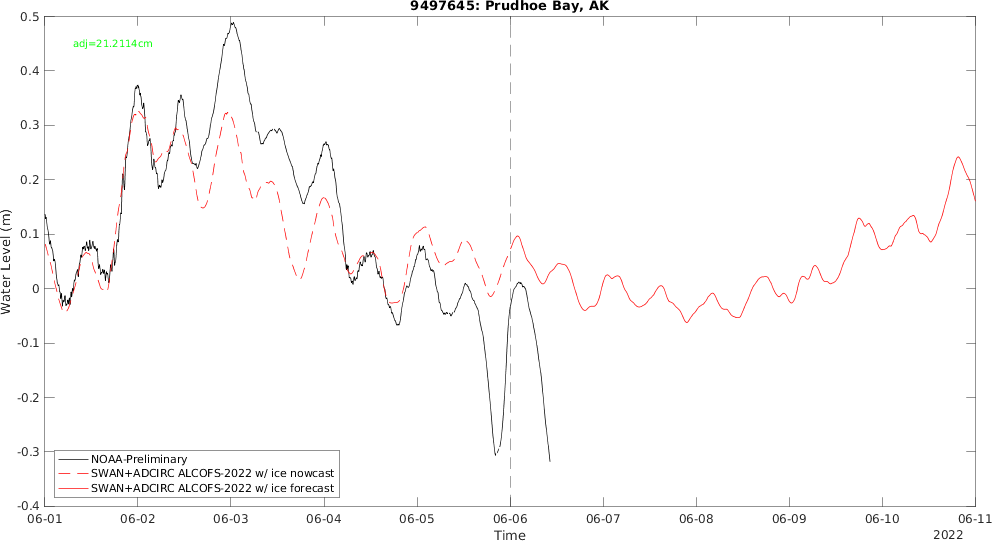 9497645: Prudhoe Bay, AK
adj=21.2114cm
Water Level (m)
0.5
0.4
0.3
0.2
0.1
0
-0.1
-0.2
-0.3
-0.4
NOAA-Preliminary
SWAN+ADCIRC ALCOFS-2022 w/ ice nowcast
SWAN+ADCIRC ALCOFS-2022 w/ ice forecast
06-01 06-02 06-03 06-04 06-05 06-06 06-07 06-08 06-09 06-10 06-11
Time
2022